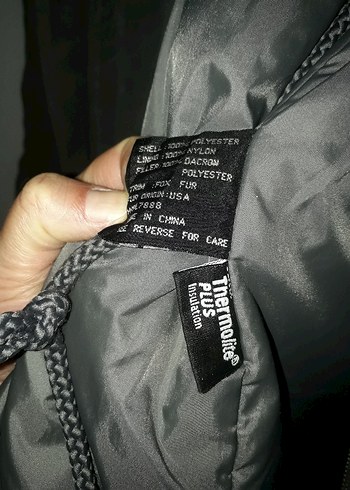 SHELL :100% POLYESTER
LINING :100% NYLON
FILLER :100% DACRON
POLYESTER
TRIM :FOX FUR
FUR ORIGIN:USA
7888
IN CHINA
REVERSE FOR CARE
Thermolite®
PLUS
Insulation